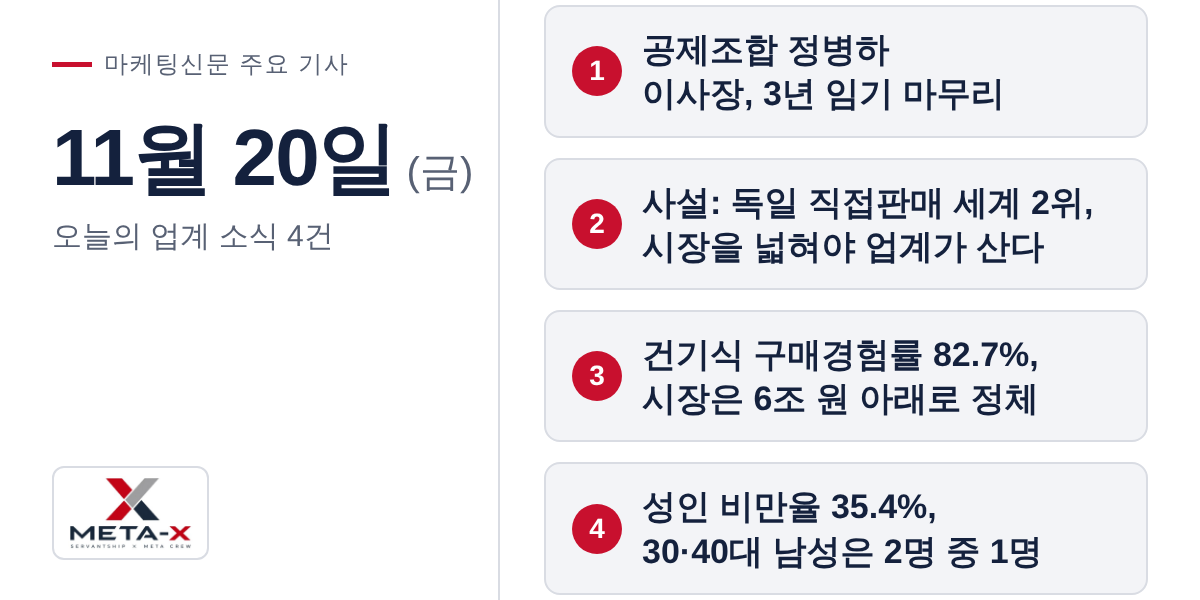 마케팅신문 주요 기사
11월 20일 (금)
오늘의 업계 소식 4건
META-X
SERVANTSHIP × META CREW
1
공제조합 정병하
이사장, 3년 임기 마무리
2
사설: 독일 직접판매 세계 2위,
시장을 넓혀야 업계가 산다
3
건기식 구매경험률 82.7%,
시장은 6조 원 아래로 정체
4
성인 비만율 35.4%,
30·40대 남성은 2명 중 1명